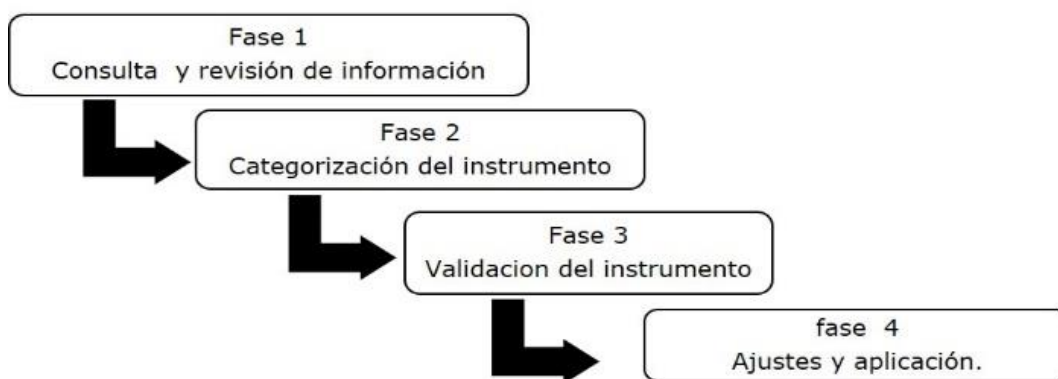 Fase 1
Consulta y revisión de información
Fase 2
Categorización del instrumento
Fase 3
Validacion del instrumento
fase 4
Ajustes y aplicación.